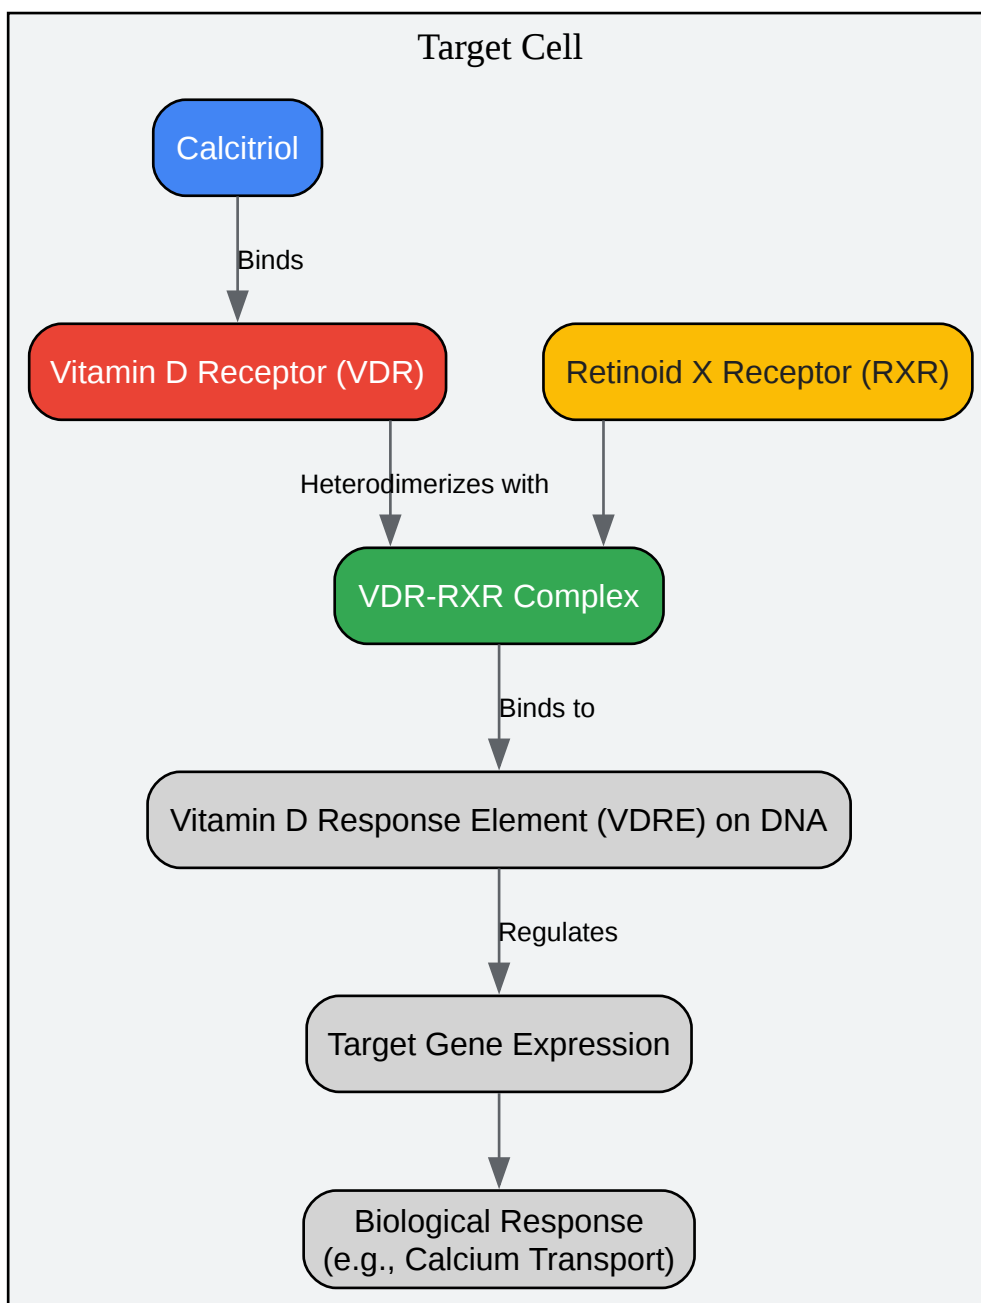 Target Cell
Calcitriol
Binds
Vitamin D Receptor (VDR)
Retinoid X Receptor (RXR)
Heterodimerizes with
VDR-RXR Complex
Binds to
Vitamin D Response Element (VDRE) on DNA
Regulates
Target Gene Expression
Biological Response
(e.g., Calcium Transport)